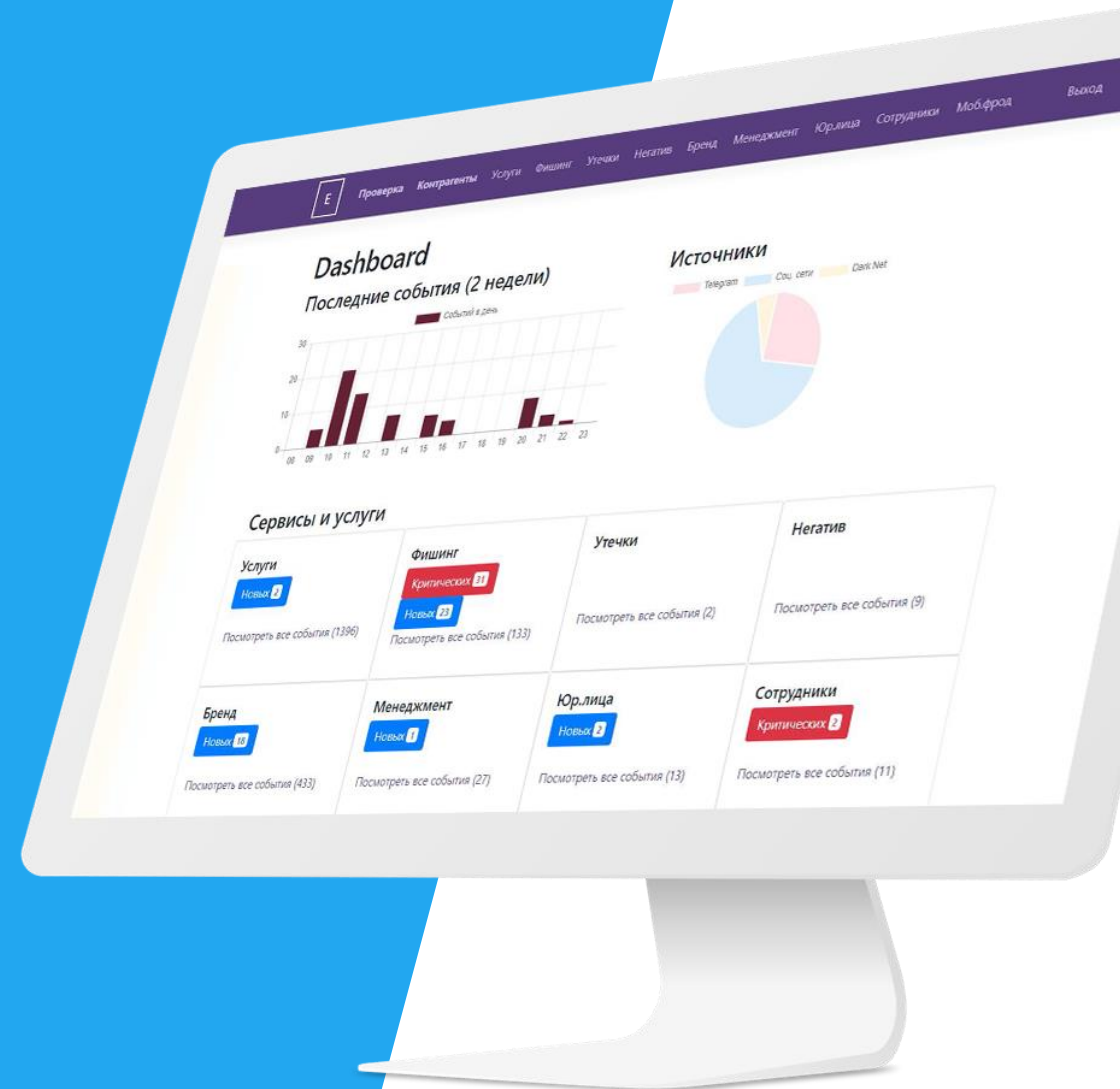 E Проверка Контрагенты Услуги Фишинг Утечки Негатив Бренд Менеджмент Юр.лица Сотрудники Моб.фрод Выход
Dashboard
Последние события (2 недели)
Событий в день
30
20
10
0
08 09 10 11 12 13 14 15 16 17 18 19 20 21 22 23
Источники
Telegram Соц. сети Dark Net
Сервисы и услуги
Услуги
Новых 2
Посмотреть все события (1396)
Фишинг
Критических 31
Новых 23
Посмотреть все события (133)
Утечки
Посмотреть все события (2)
Негатив
Посмотреть все события (9)
Бренд
Новых 18
Посмотреть все события (433)
Менеджмент
Новых 1
Посмотреть все события (27)
Юр.лица
Новых 2
Посмотреть все события (13)
Сотрудники
Критических 2
Посмотреть все события (11)